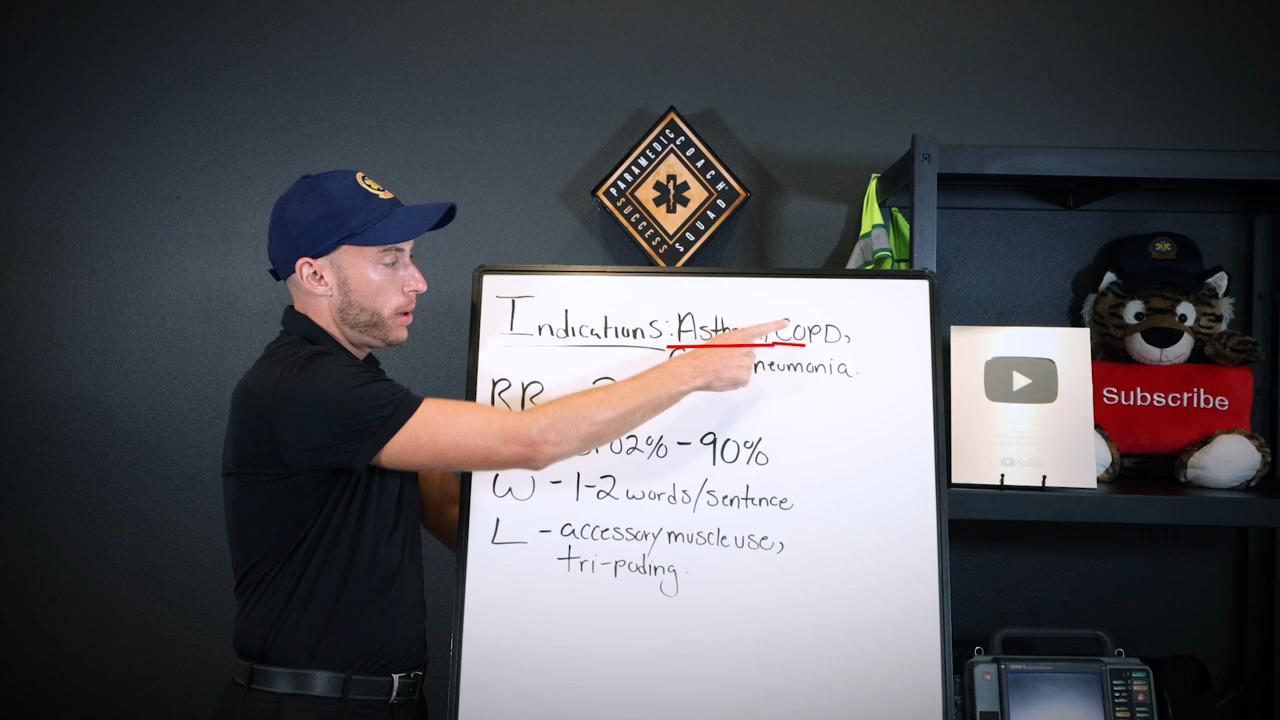 PARAMEDIC COACH
SUCCESS SQUAD
Indications: COPD,
neumonia.
RR -
02% - 90%
W - 1-2 words/sentence
L - accessory muscle use,
tri-poding.
YouTube
Subscribe